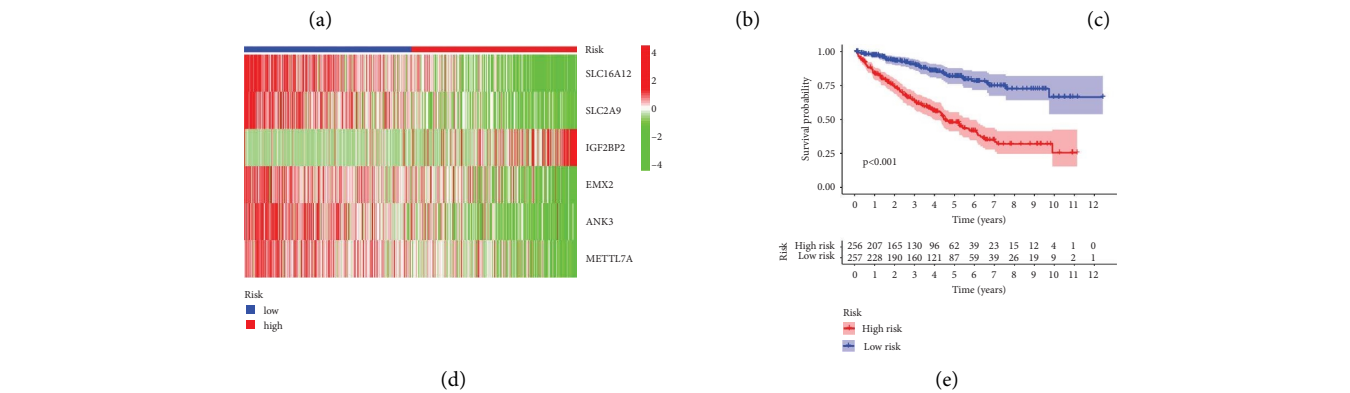 (a)
(b)
(c)
Risk
SLC16A12
SLC2A9
IGF2BP2
EMX2
ANK3
METTL7A
4
2
0
−2
−4
Risk
low
high
(d)
Survival probability
1.00
0.75
0.50
0.25
0.00
p<0.001
0 1 2 3 4 5 6 7 8 9 10 11 12
Time (years)
Risk
High risk 256 207 165 130 96 62 39 23 15 12 4 1 0
Low risk 257 228 190 160 121 87 59 39 26 19 9 2 1
0 1 2 3 4 5 6 7 8 9 10 11 12
Time (years)
Risk
High risk
Low risk
(e)